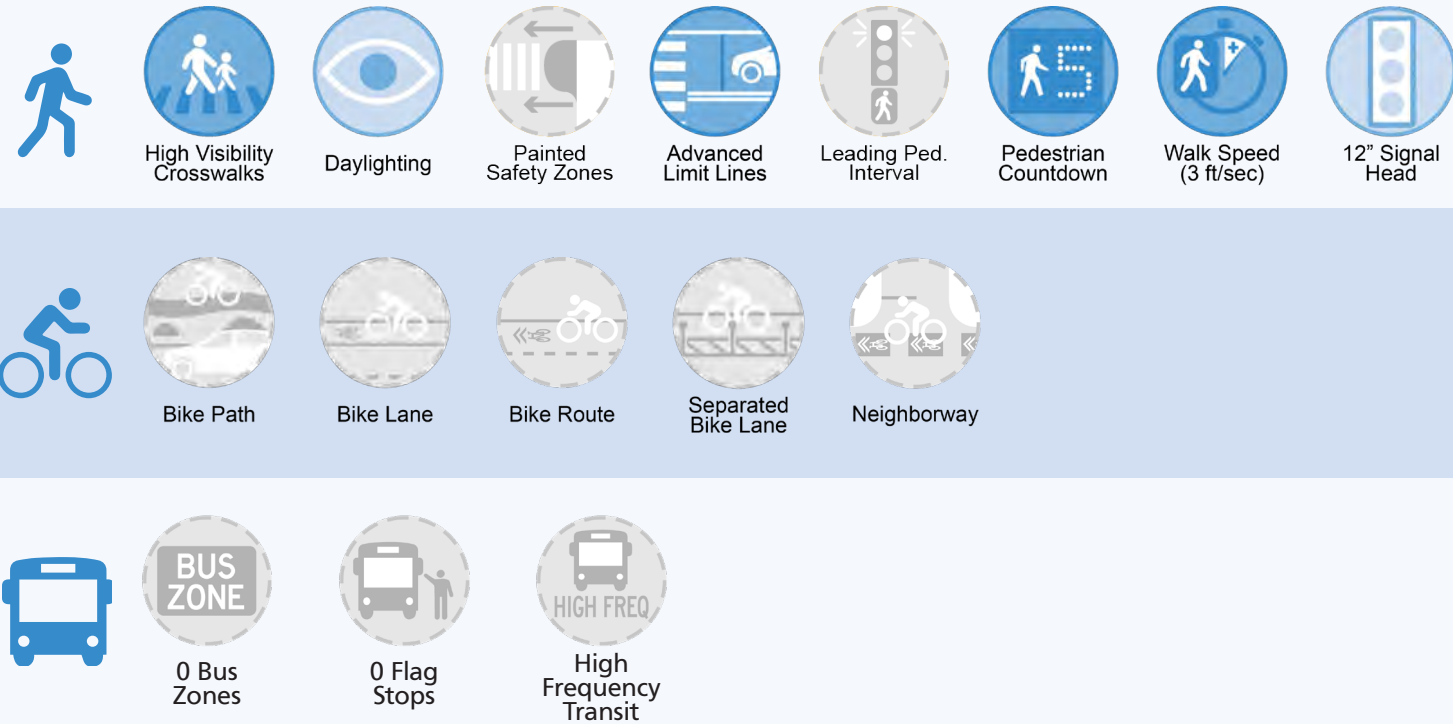 High Visibility
Crosswalks
Daylighting
Painted
Safety Zones
Advanced
Limit Lines
Leading Ped.
Interval
5
Pedestrian
Countdown
Walk Speed
(3 ft/sec)
12” Signal
Head
Bike Path
Bike Lane
Bike Route
Separated
Bike Lane
Neighborway
BUS
ZONE
0 Bus
Zones
0 Flag
Stops
HIGH FREQ
High
Frequency
Transit